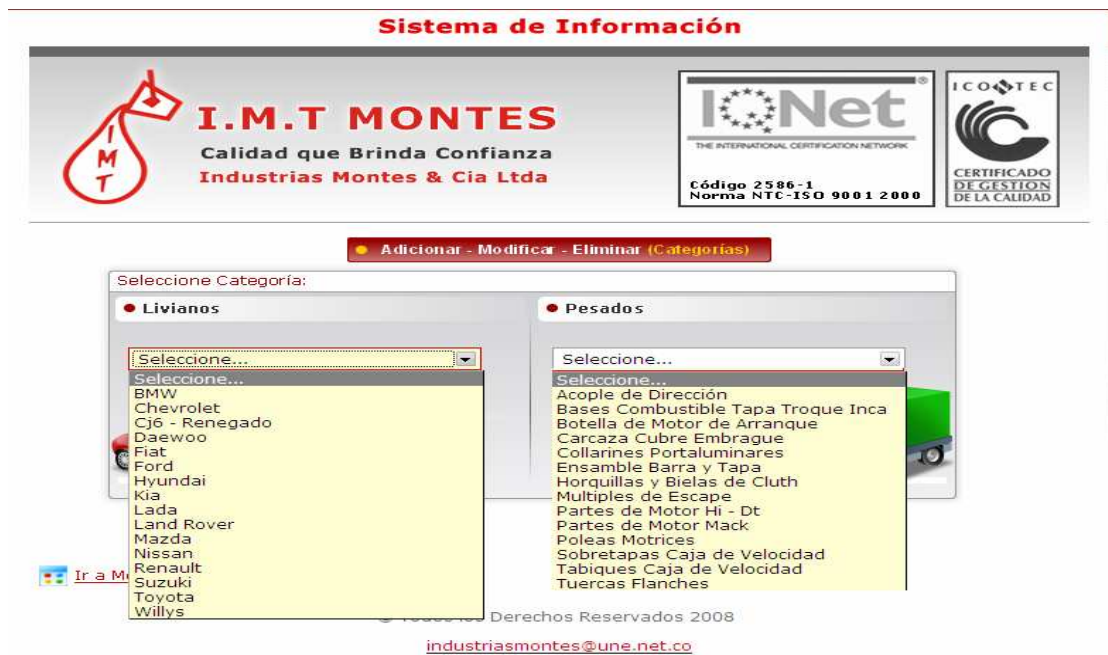 Sistema de Información
I
M
T
I.M.T MONTES
Calidad que Brinda Confianza
Industrias Montes & Cia Ltda
IQNet®
THE INTERNATIONAL CERTIFICATION NETWORK
Código 2586-1
Norma NTC-ISO 9001 2000
ICONTEC
CERTIFICADO
DE GESTION
DE LA CALIDAD
Adicionar - Modificar - Eliminar (Categorías)
Seleccione Categoría:
Livianos
Seleccione...
Seleccione...
BMW
Chevrolet
Cj6 - Renegado
Daewoo
Fiat
Ford
Hyundai
Kia
Lada
Land Rover
Mazda
Nissan
Renault
Suzuki
Toyota
Willys
Pesados
Seleccione...
Seleccione...
Acople de Dirección
Bases Combustible Tapa Troque Inca
Botella de Motor de Arranque
Carcaza Cubre Embrague
Collarines Portaluminares
Ensamble Barra y Tapa
Horquillas y Bielas de Cluth
Multiples de Escape
Partes de Motor Hi - Dt
Partes de Motor Mack
Poleas Motrices
Sobretapas Caja de Velocidad
Tabiques Caja de Velocidad
Tuercas Flanches
Ir a
Derechos Reservados 2008
industriasmontes@une.net.co